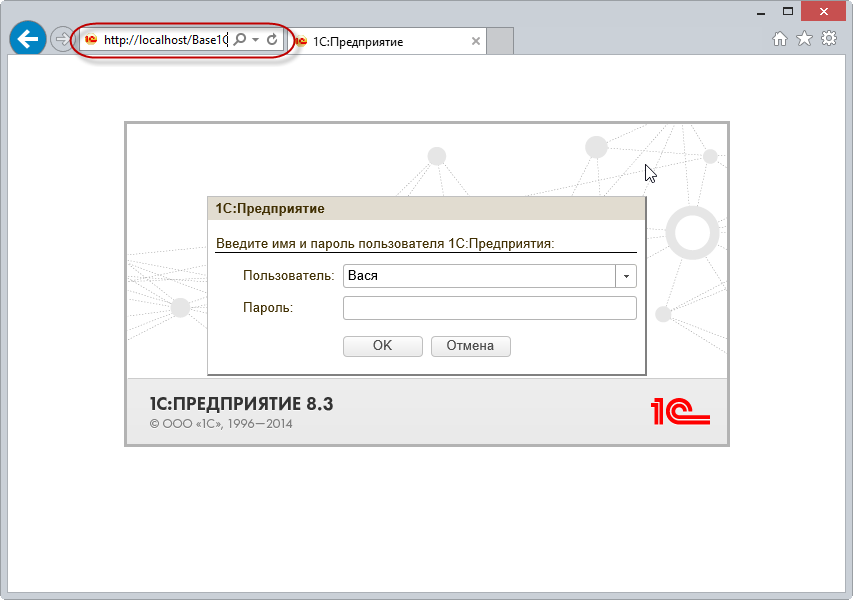 http://localhost/Base1C
1С:Предприятие
1С:Предприятие
Введите имя и пароль пользователя 1С:Предприятия:
Пользователь: Вася
Пароль:
OK Отмена
1С:ПРЕДПРИЯТИЕ 8.3
© ООО «1С», 1996—2014
1С